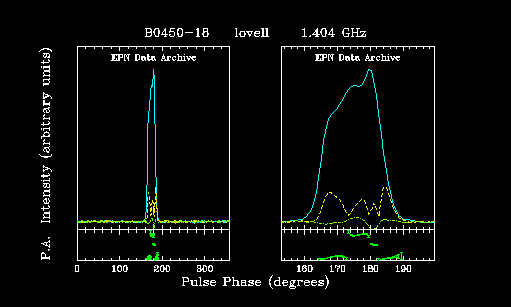 B0450-18 lovell 1.404 GHz
EPN Data Archive EPN Data Archive
Intensity (arbitrary units)
P.A.
0 100 200 300 160 170 180 190
Pulse Phase (degrees)